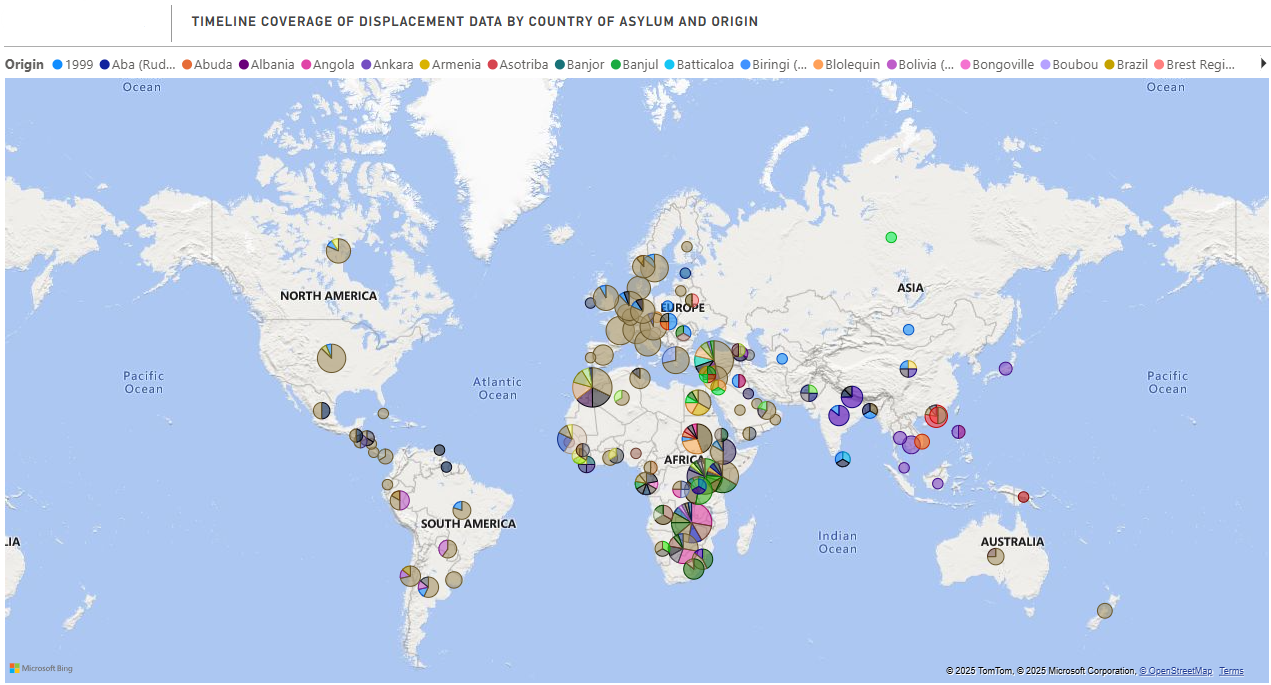 TIMELINE COVERAGE OF DISPLACEMENT DATA BY COUNTRY OF ASYLUM AND ORIGIN
Origin 1999 Aba (Rud... Abuda Albania Angola Ankara Armenia Asotriba Banjor Banjul Batticaloa Biringi (... Blolequin Bolivia (... Bongoville Boubou Brazil Brest Regi...
Ocean Ocean
ASIA
NORTH AMERICA
EUROPE
Pacific
Ocean
Atlantic
Ocean
Pacific
Ocean
AFRICA
SOUTH AMERICA
Indian
Ocean
LIA
AUSTRALIA
Microsoft Bing
© 2025 TomTom, © 2025 Microsoft Corporation, © OpenStreetMap Terms